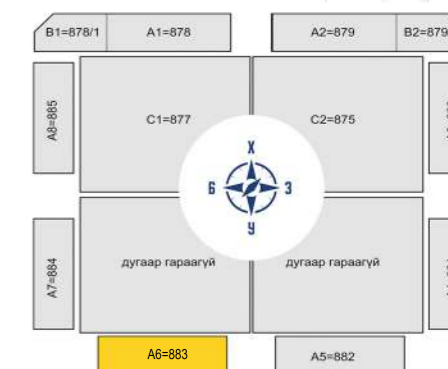 B1=878/1
A1=878
A2=879
B2=879
A8=885
C1=877
C2=875
Х
Б
З
У
A7=884
дугаар гараагүй
дугаар гараагүй
A6=883
A5=882